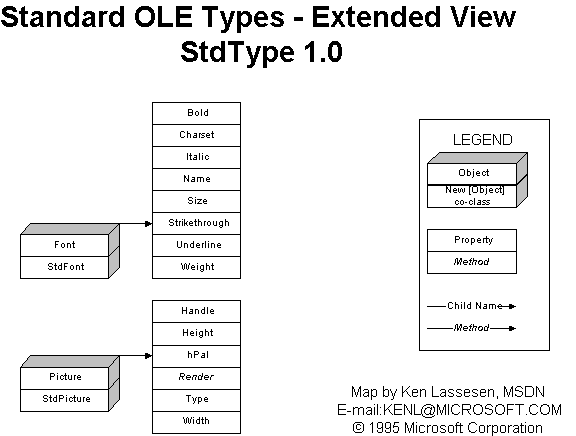 Standard OLE Types - Extended View
StdType 1.0
Bold
Charset
Italic
Name
Size
Strikethrough
Underline
Weight
Font
StdFont
Handle
Height
hPal
Render
Type
Width
Picture
StdPicture
LEGEND
Object
New [Object]
co-class
Property
Method
Child Name
Method
Map by Ken Lassesen, MSDN
E-mail:KENL@MICROSOFT.COM
© 1995 Microsoft Corporation